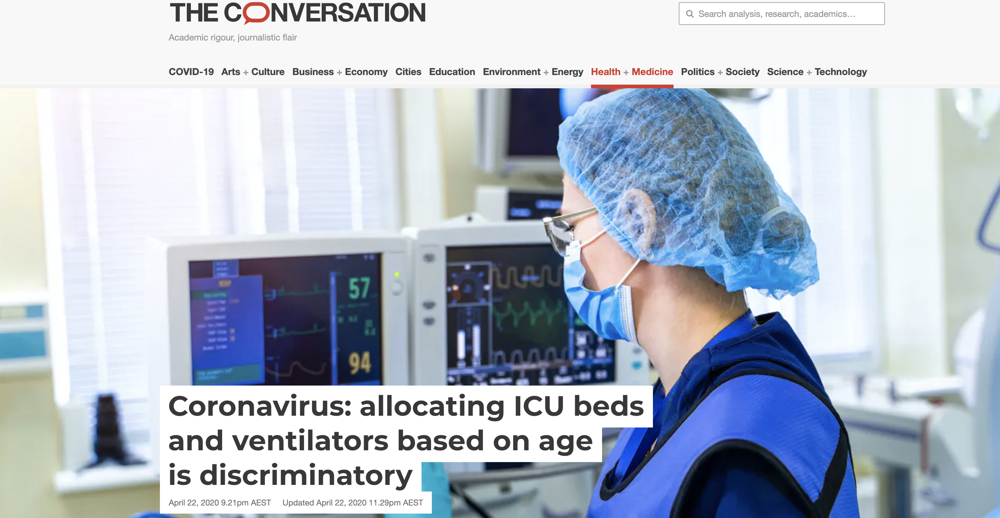 THE CONVERSATION
Search analysis, research, academics...
Academic rigour, journalistic flair
COVID-19 Arts + Culture Business + Economy Cities Education Environment + Energy Health + Medicine Politics + Society Science + Technology
57
94
Coronavirus: allocating ICU beds
and ventilators based on age
is discriminatory
April 22, 2020 9.21pm AEST Updated April 22, 2020 11.29pm AEST